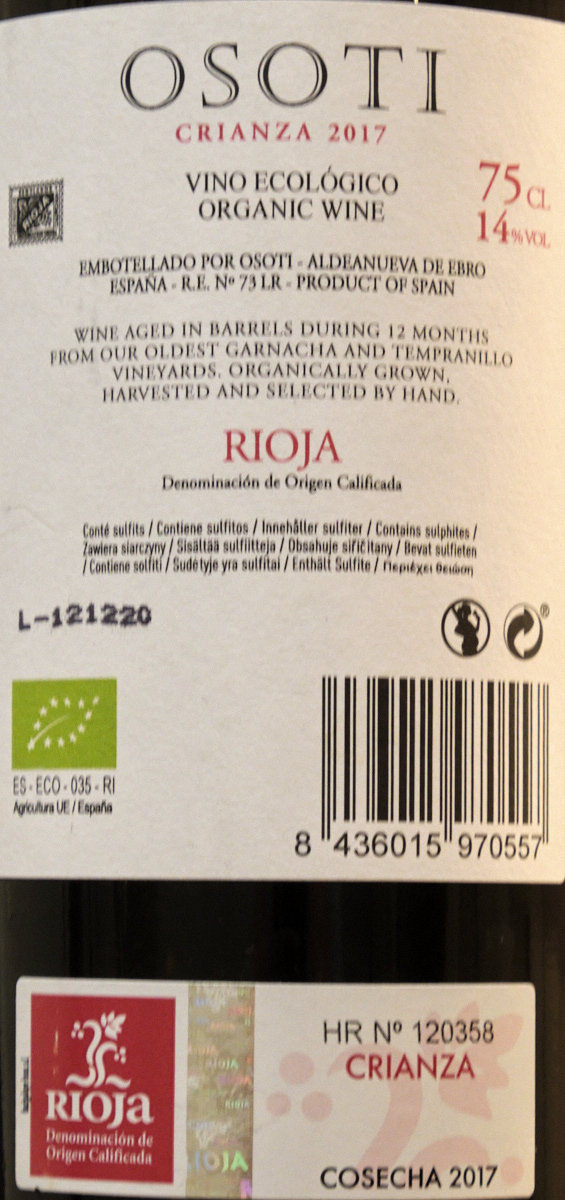 OSOTI
CRIANZA 2017
VINO ECOLÓGICO
ORGANIC WINE
75 CL
14% VOL
EMBOTELLADO POR OSOTI - ALDEANUEVA DE EBRO
ESPAÑA - R.E. Nº 73 LR - PRODUCT OF SPAIN
WINE AGED IN BARRELS DURING 12 MONTHS
FROM OUR OLDEST GARNACHA AND TEMPRANILLO
VINEYARDS. ORGANICALLY GROWN,
HARVESTED AND SELECTED BY HAND.
RIOJA
Denominación de Origen Calificada
Conté sulfits / Contiene sulfitos / Innehåller sulfiter / Contains sulphites /
Zawiera siarczyny / Sisältää sulfiitteja / Obsahuje siřičitany / Bevat sulfieten
/ Contiene solfiti / Sudėtyje yra sulfitai / Enthält Sulfite / Περιέχει θειώδη
L-121220
®
ES - ECO - 035 - RI
Agricultura UE / España
8 436015 970557
RIOJA
Denominación de
Origen Calificada
RIOJA
HR Nº 120358
CRIANZA
COSECHA 2017